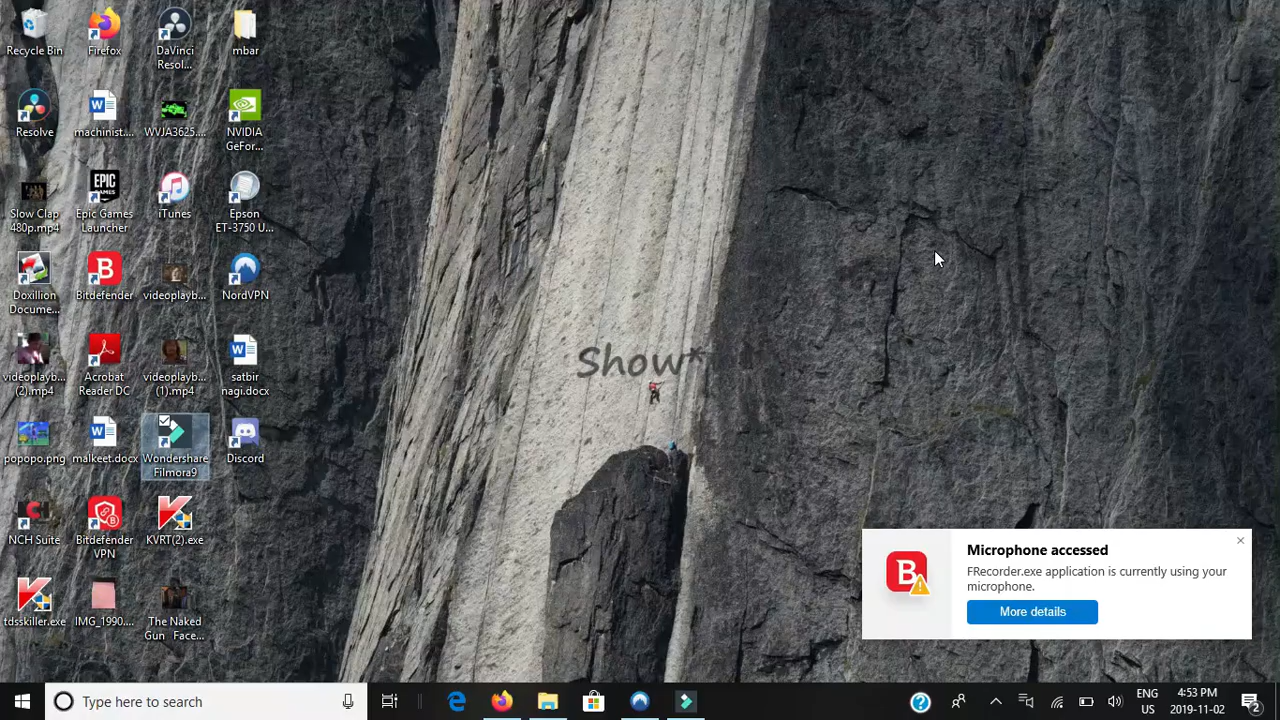 Recycle Bin
Firefox
DaVinci
Resol...
mbar
Resolve
machinist....
WVJA3625....
NVIDIA
GeFor...
Slow Clap
480p.mp4
EPIC
GAMES
Epic Games
Launcher
iTunes
Epson
ET-3750 U...
Doxillion
Docume...
B
Bitdefender
videoplayb...
NordVPN
videoplayb...
(2).mp4
Acrobat
Reader DC
videoplayb...
(1).mp4
satbir
nagi.docx
Show*
popopo.png
malkeet.docx
Wondershare
Filmora9
Discord
NCH Suite
Bitdefender
VPN
KVRT(2).exe
tdsskiller.exe
IMG_1990....
The Naked
Gun Face...
Microphone accessed
FRecorder.exe application is currently using your
microphone.
More details
B
Type here to search
ENG
US
4:53 PM
2019-11-02
2